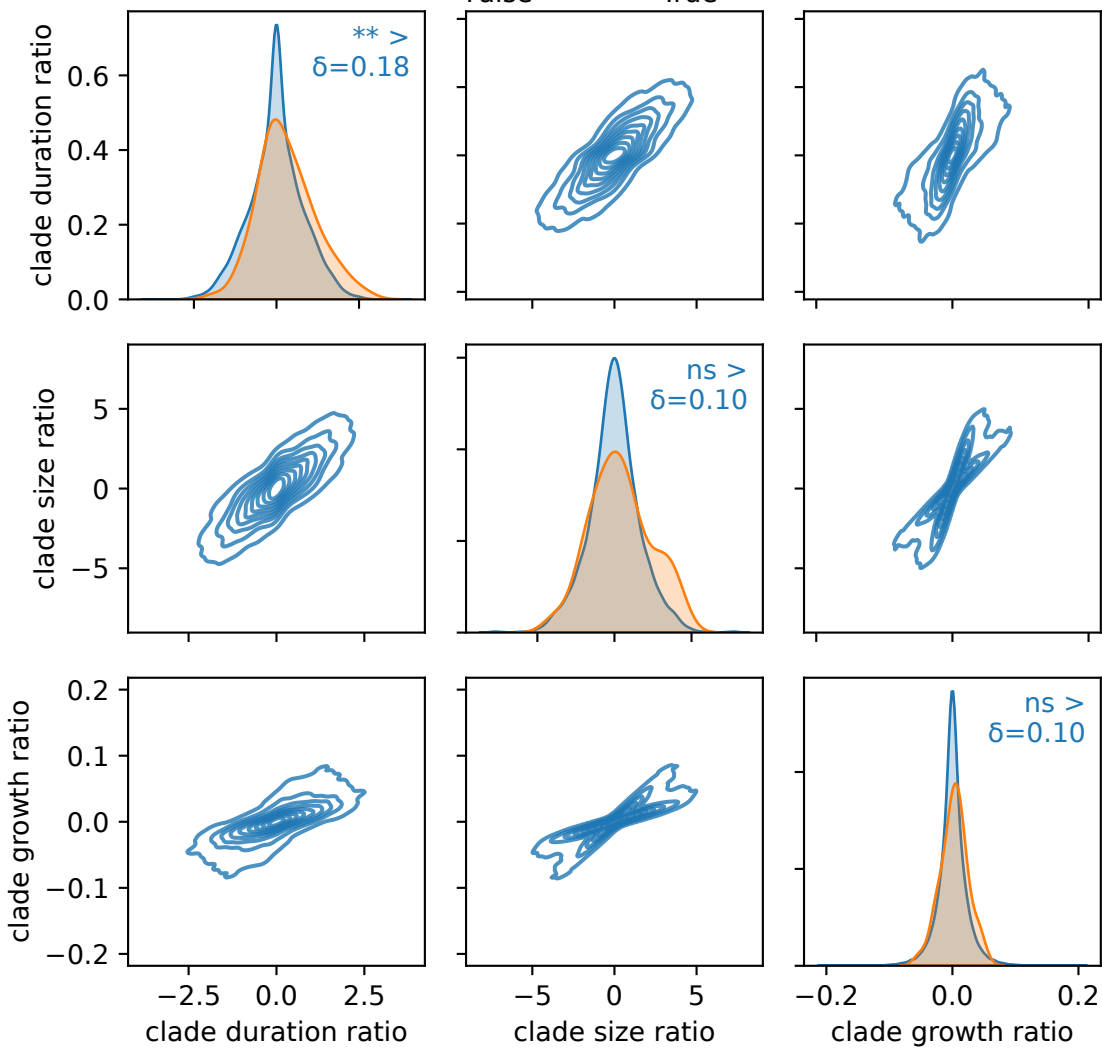 clade duration ratio
0.6
0.4
0.2
0.0
** >
δ=0.18
clade size ratio
5
0
−5
ns >
δ=0.10
clade growth ratio
0.2
0.1
0.0
−0.1
−0.2
ns >
δ=0.10
−2.5 0.0 2.5
−5 0 5
−0.2 0.0 0.2
clade duration ratio
clade size ratio
clade growth ratio